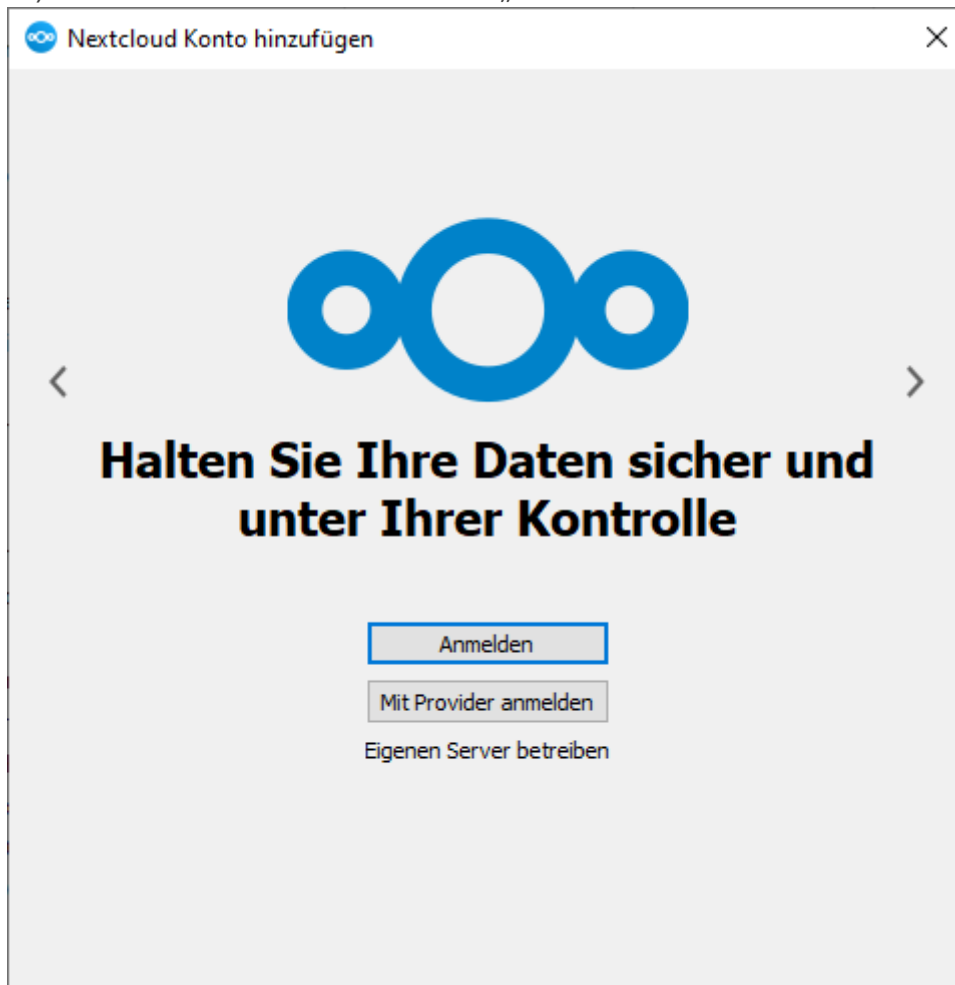 Nextcloud Konto hinzufügen
Halten Sie Ihre Daten sicher und
unter Ihrer Kontrolle
Anmelden
Mit Provider anmelden
Eigenen Server betreiben